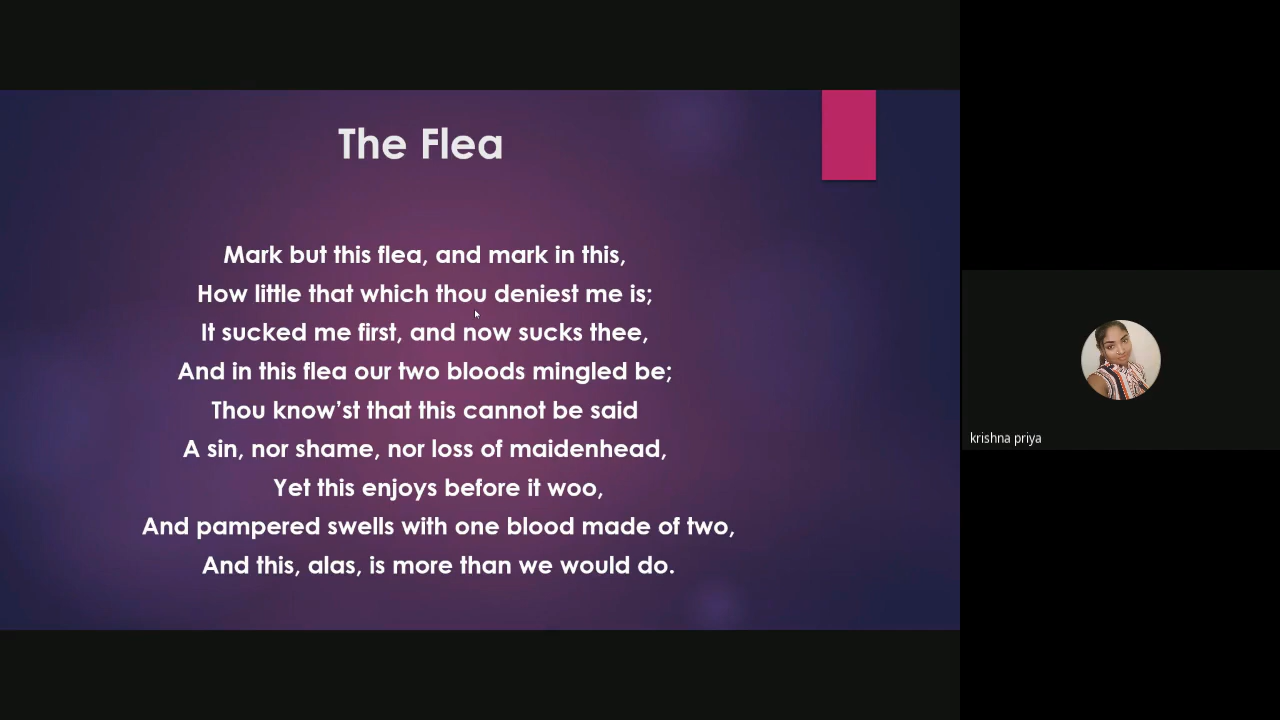 The Flea
Mark but this flea, and mark in this,
How little that which thou deniest me is;
It sucked me first, and now sucks thee,
And in this flea our two bloods mingled be;
Thou know’st that this cannot be said
A sin, nor shame, nor loss of maidenhead,
Yet this enjoys before it woo,
And pampered swells with one blood made of two,
And this, alas, is more than we would do.
krishna priya